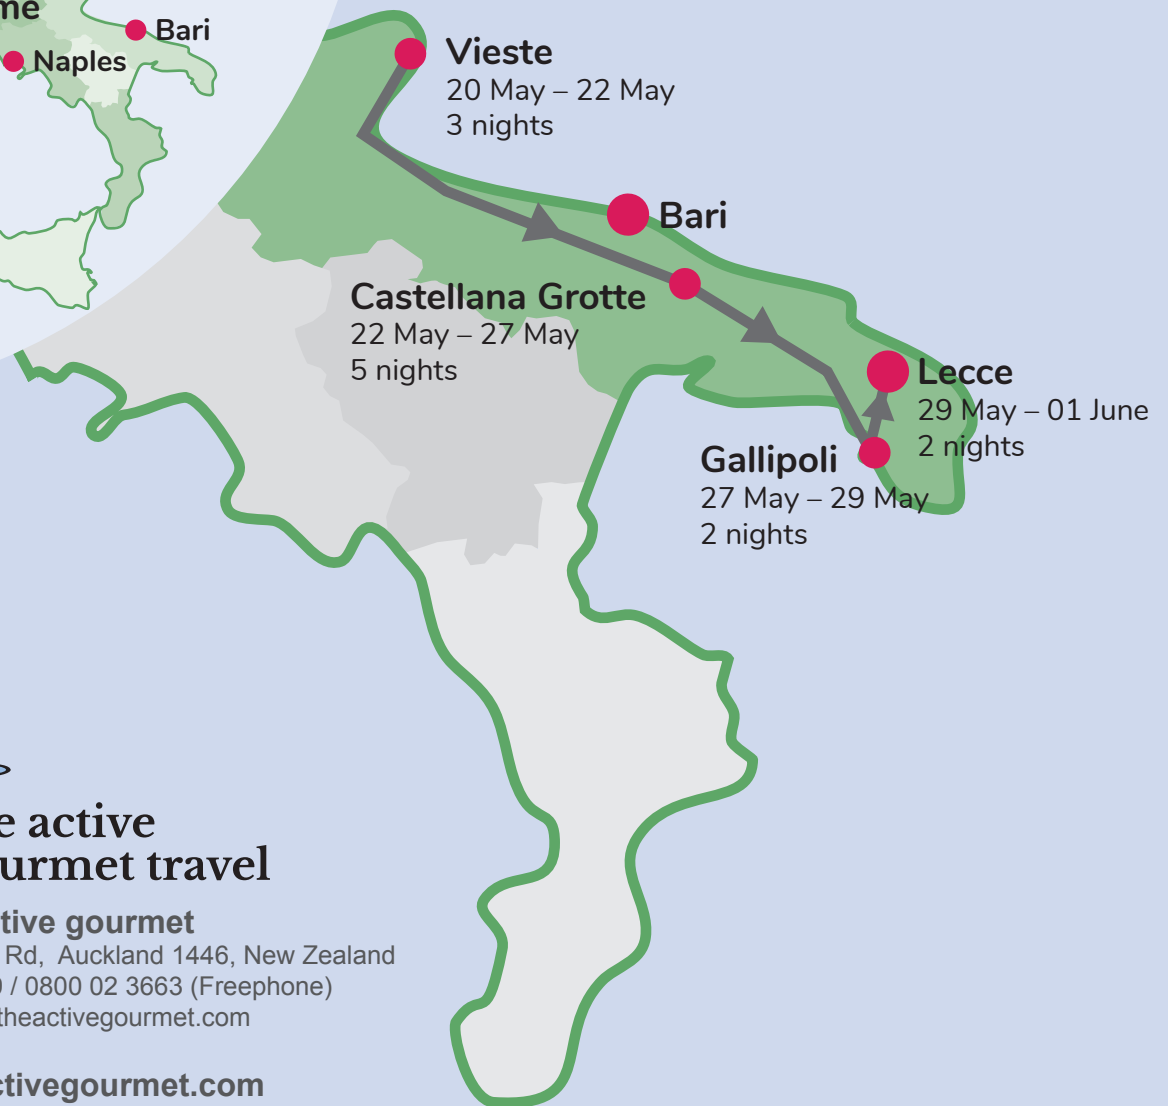 me
Bari
Naples
Vieste
20 May – 22 May
3 nights
Bari
Castellana Grotte
22 May – 27 May
5 nights
Lecce
29 May – 01 June
2 nights
Gallipoli
27 May – 29 May
2 nights
e active
urmet travel
tive gourmet
Rd, Auckland 1446, New Zealand
/ 0800 02 3663 (Freephone)
theactivegourmet.com
ctivegourmet.com